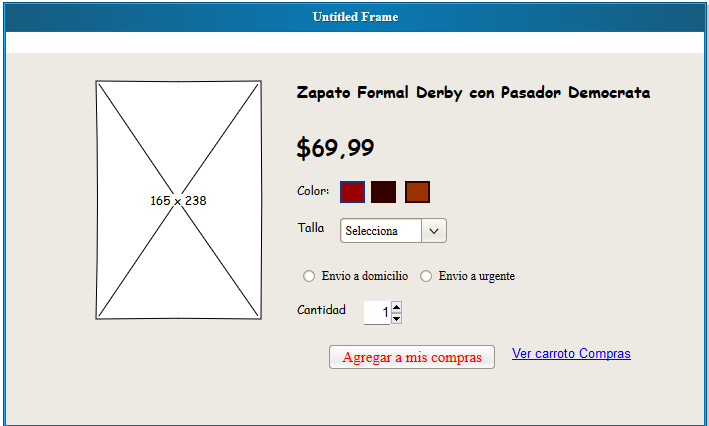 Untitled Frame
Zapato Formal Derby con Pasador Democrata
$69,99
165 x 238
Color:
Talla
Selecciona
Envio a domicilio
Envio a urgente
Cantidad
1
Agregar a mis compras
Ver carroto Compras